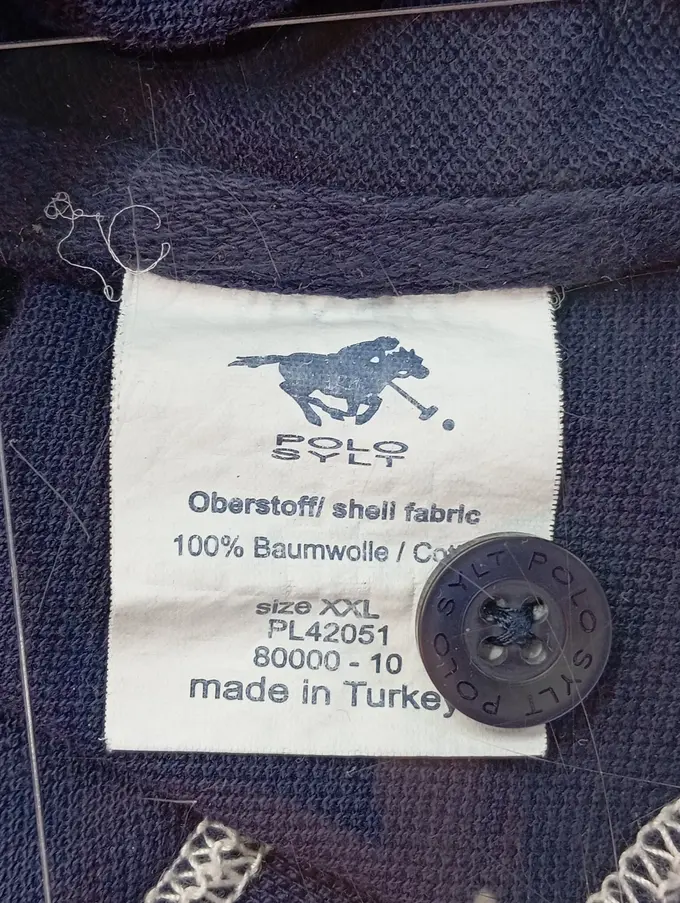 POLO
SYLT
Oberstoff/ shell fabric
100% Baumwolle / Co
size XXL
PL42051
80000 - 10
made in Turkey
POLO SYLT POLO SYLT